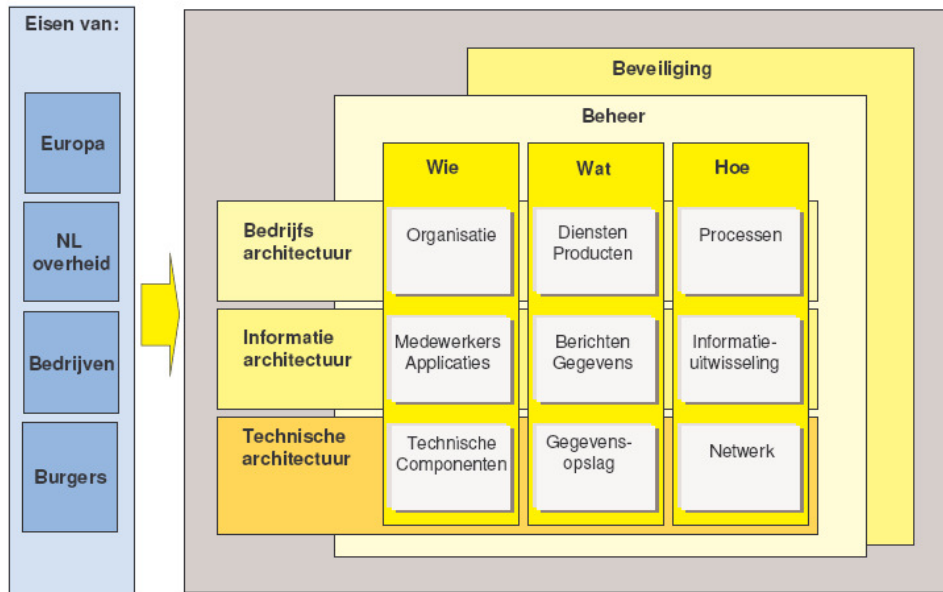 Eisen van:
Europa
NL
overheid
Bedrijven
Burgers
Beveiliging
Beheer
Wie
Wat
Hoe
Bedrijfs
architectuur
Organisatie
Diensten
Producten
Processen
Informatie
architectuur
Medewerkers
Applicaties
Berichten
Gegevens
Informatie-
uitwisseling
Technische
architectuur
Technische
Componenten
Gegevens-
opslag
Netwerk